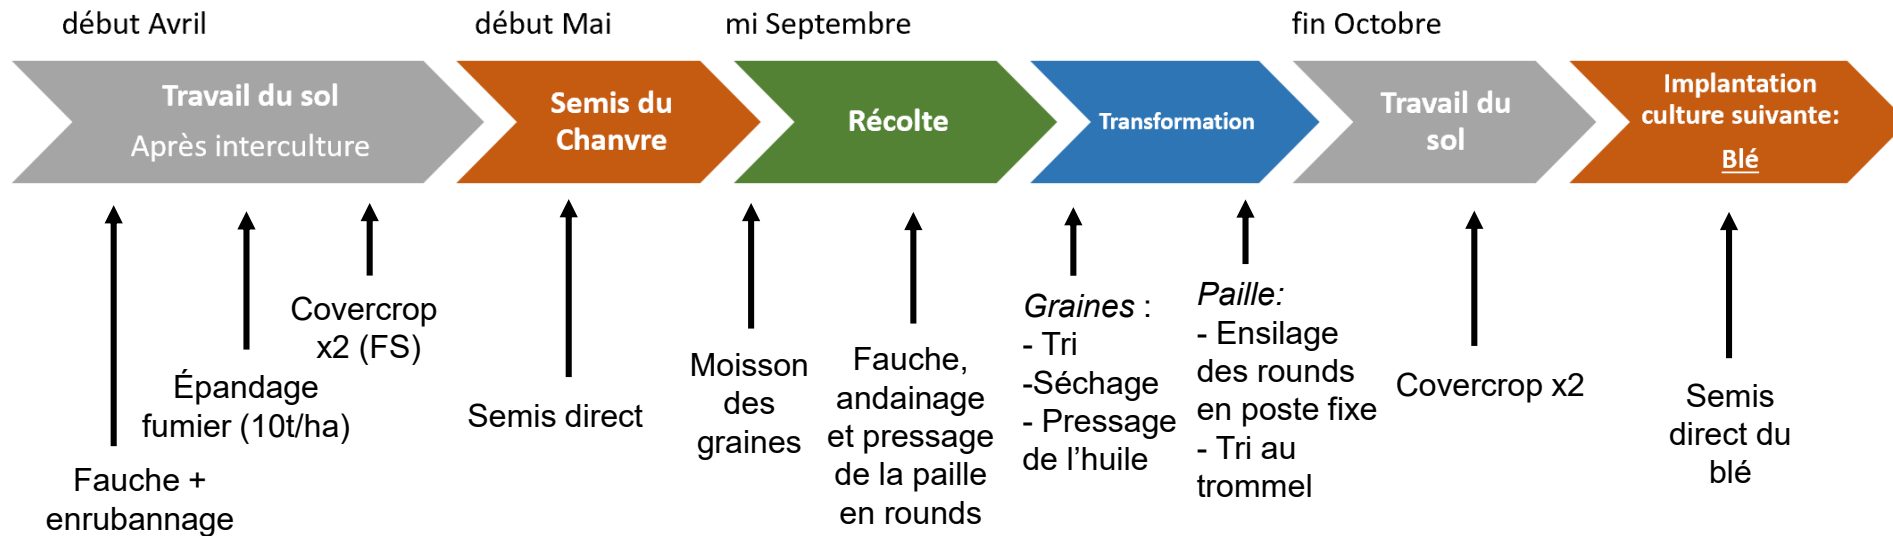 début Avril
début Mai
mi Septembre
fin Octobre
Travail du sol
Après interculture
Semis du
Chanvre
Récolte
Transformation
Travail du
sol
Implantation
culture suivante:
Blé
Fauche +
enrubannage
Épandage
fumier (10t/ha)
Covercrop
x2 (FS)
Semis direct
Moisson
des
graines
Fauche,
andainage
et pressage
de la paille
en rounds
Graines :
- Tri
-Séchage
- Pressage
de l’huile
Paille:
- Ensilage
des rounds
en poste fixe
- Tri au
trommel
Covercrop x2
Semis
direct du
blé